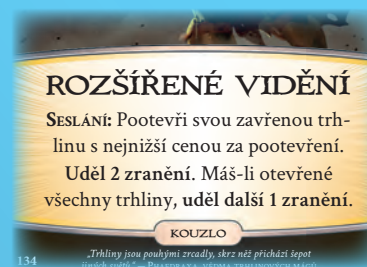 ROZŠÍŘENÉ VIDĚNÍ
Seslání: Pootevři svou zavřenou trh-
linu s nejnižší cenou za pootevření.
Uděl 2 zranění. Máš-li otevřené
všechny trhliny, uděl další 1 zranění.
KOUZLO
„Trhliny jsou pouhými zrcadly, skrz něž přichází šepot
134